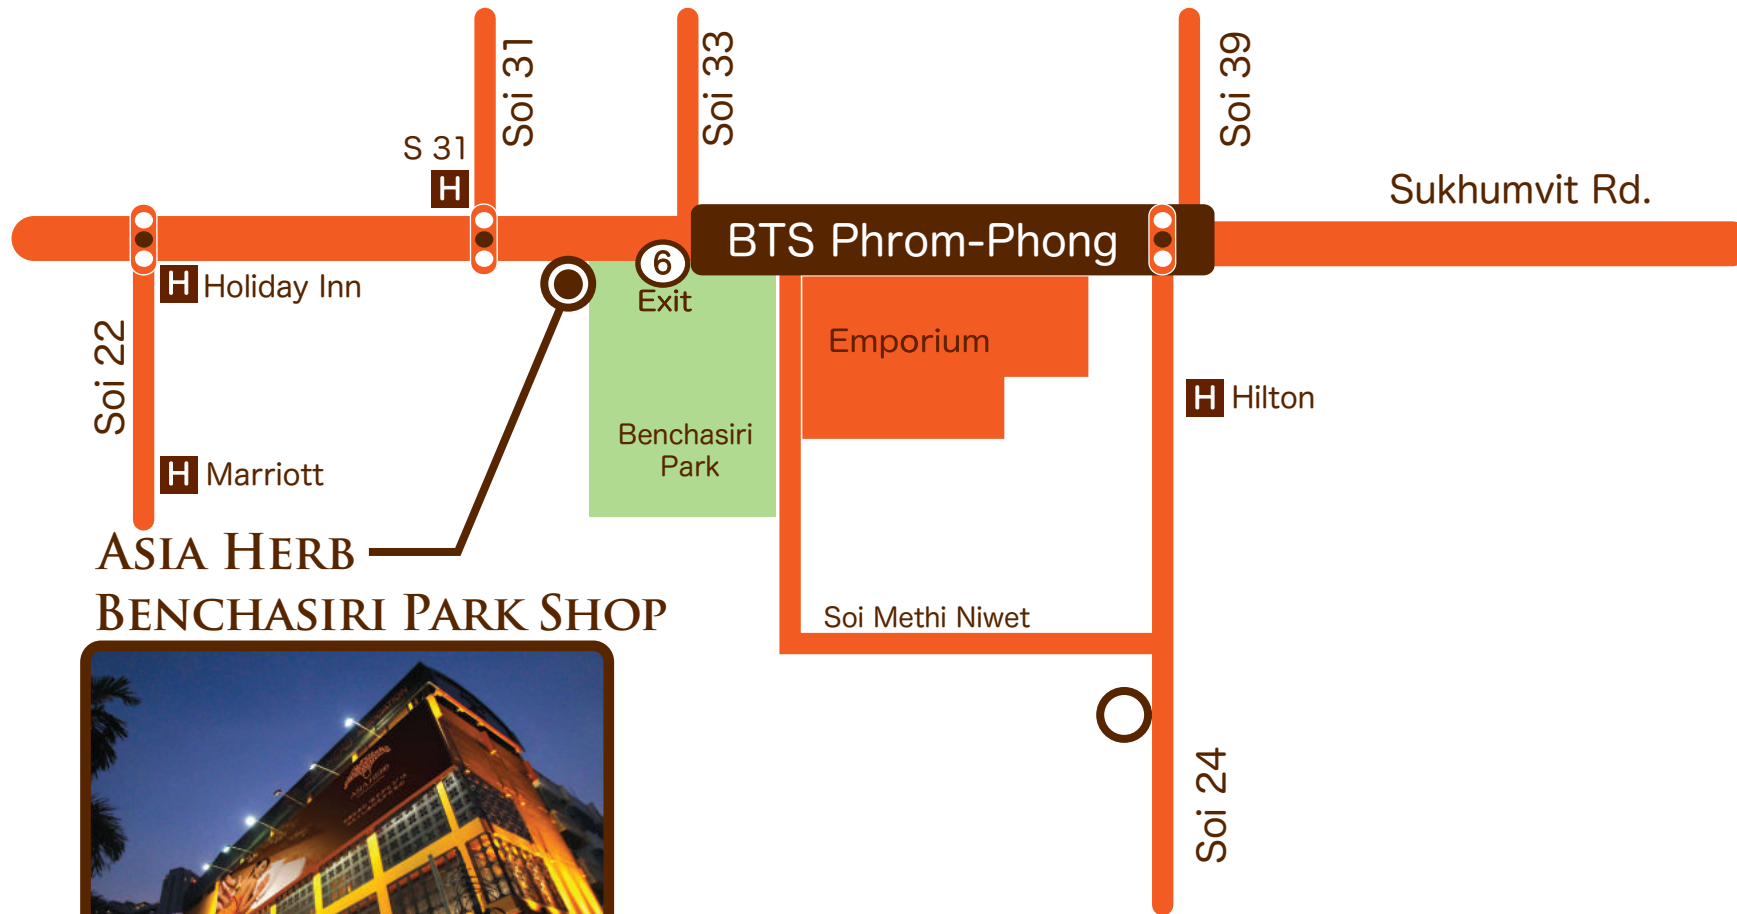 Soi 31
Soi 33
Soi 39
S 31
H
Sukhumvit Rd.
BTS Phrom-Phong
6
Exit
H Holiday Inn
Soi 22
Emporium
H Hilton
Benchasiri
Park
H Marriott
ASIA HERB
BENCHASIRI PARK SHOP
Soi Methi Niwet
Soi 24